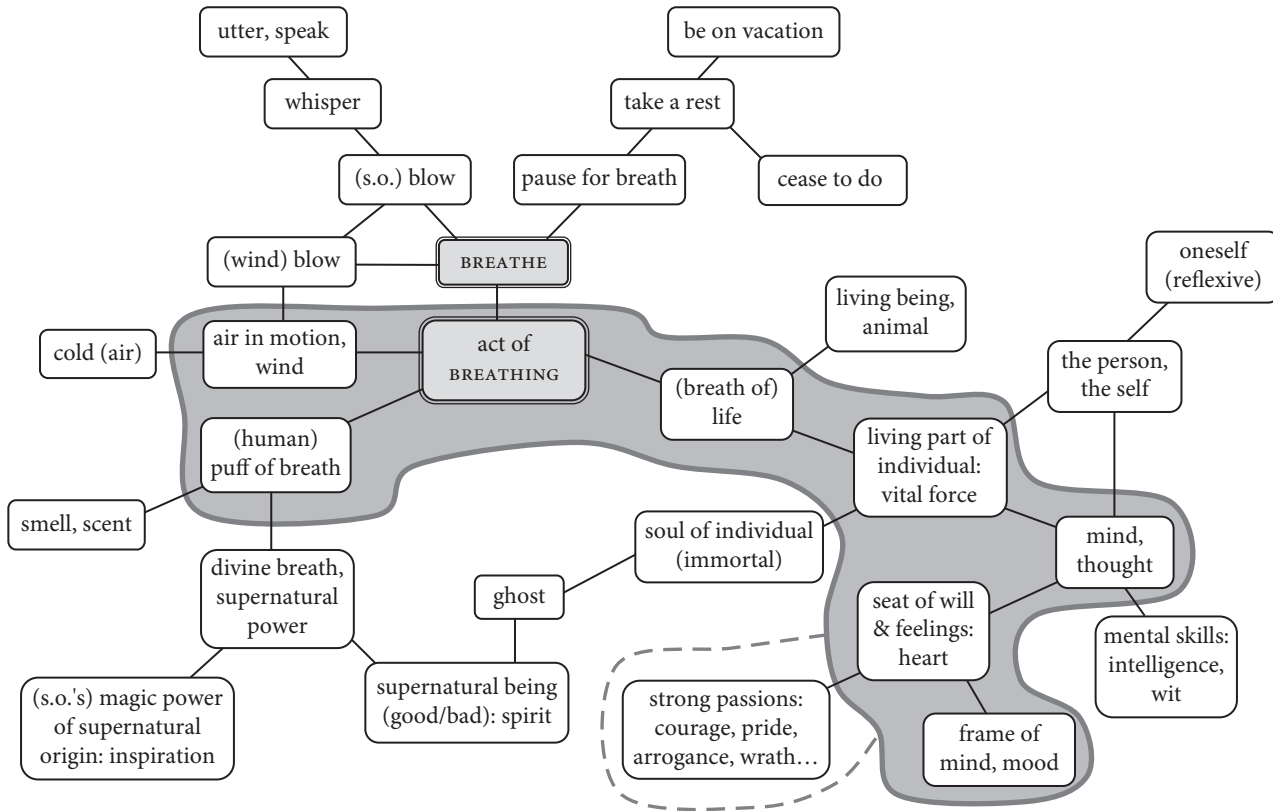 utter, speak
be on vacation
whisper
take a rest
(s.o.) blow
pause for breath
cease to do
(wind) blow
BREATHE
oneself
(reflexive)
living being,
animal
cold (air)
air in motion,
wind
act of
BREATHING
the person,
the self
(breath of)
life
(human)
puff of breath
living part of
individual:
vital force
smell, scent
soul of individual
(immortal)
mind,
thought
divine breath,
supernatural
power
ghost
seat of will
& feelings:
heart
mental skills:
intelligence,
wit
(s.o.'s) magic power
of supernatural
origin: inspiration
supernatural being
(good/bad): spirit
strong passions:
courage, pride,
arrogance, wrath…
frame of
mind, mood